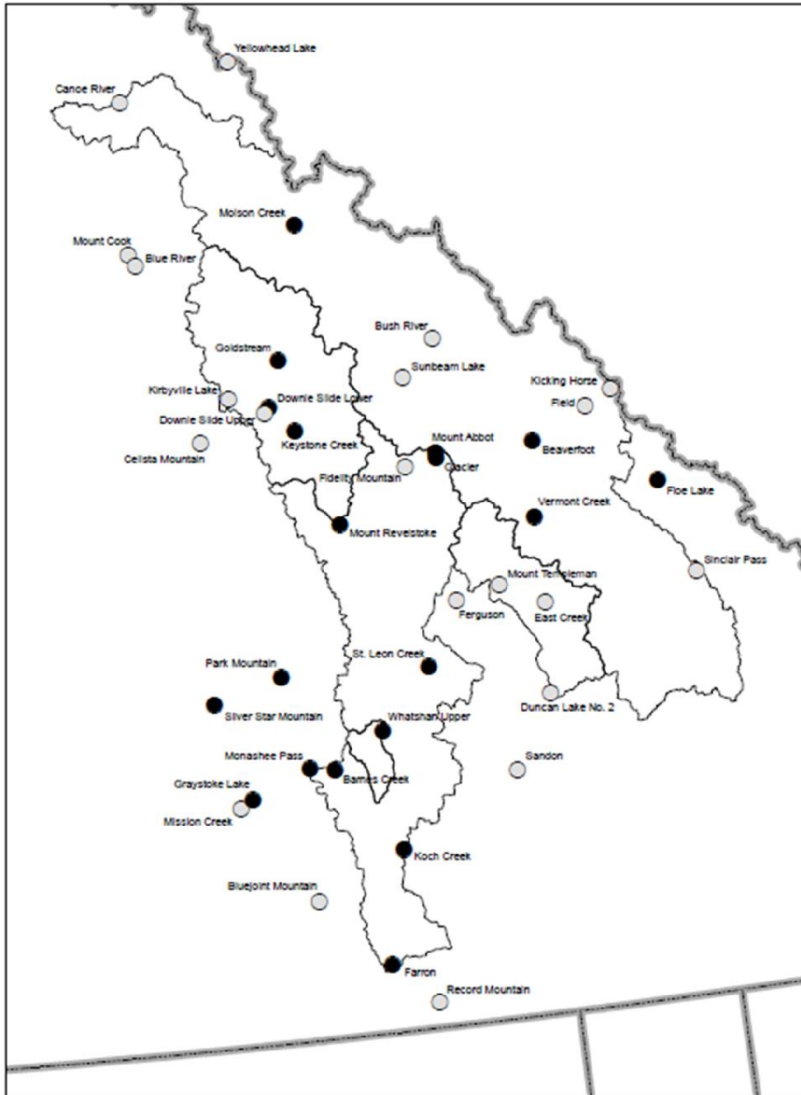 Yellowhead Lake
Canoe River
Molson Creek
Mount Cook
Blue River
Bush River
Goldstream
Sunbeam Lake
Kicking Horse
Kirbyville Lake
Downie Slide Lower
Field
Downie Slide Upper
Keystone Creek
Mount Abbot
Beaverfoot
Celista Mountain
Glacier
Fidelity Mountain
Floe Lake
Vermont Creek
Mount Revelstoke
Sinclair Pass
Mount Templeman
Ferguson
East Creek
St. Leon Creek
Park Mountain
Duncan Lake No. 2
Silver Star Mountain
Whatshan Upper
Monashee Pass
Sandon
Barnes Creek
Graystoke Lake
Mission Creek
Koch Creek
Bluejoint Mountain
Farron
Record Mountain